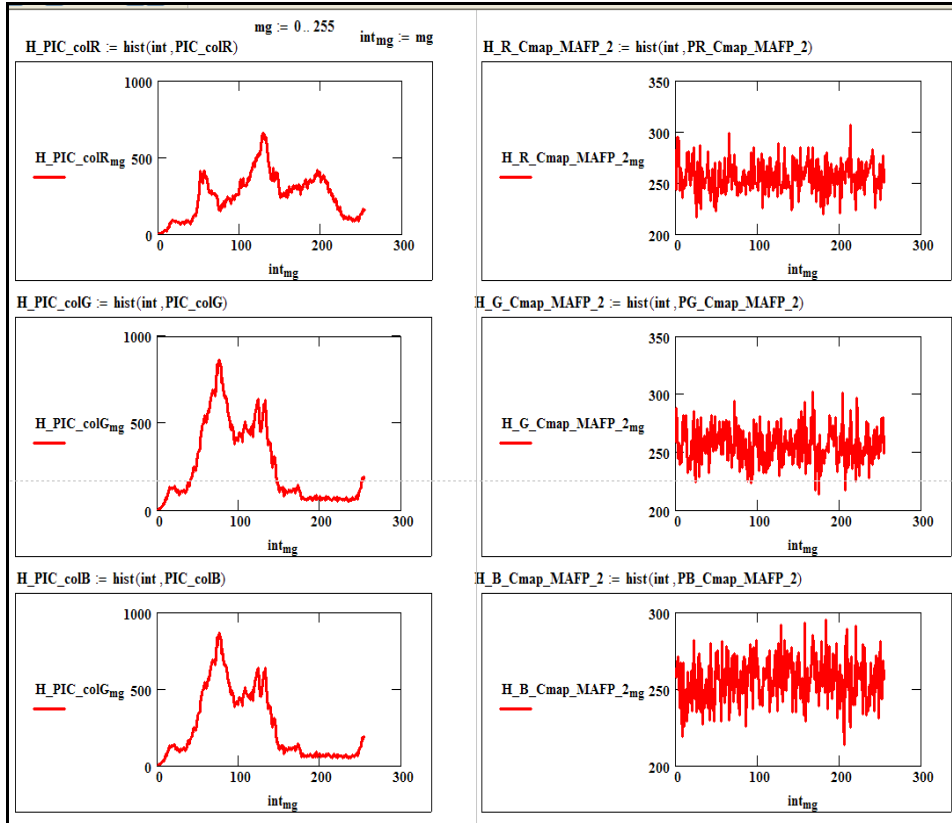 mg := 0 .. 255
int_mg := mg
H_PIC_colR := hist(int ,PIC_colR)
1000
H_PIC_colR_mg
500
0
0 100 200 300
int_mg
H_R_Cmap_MAFP_2 := hist(int ,PR_Cmap_MAFP_2)
350
300
H_R_Cmap_MAFP_2_mg
250
200
0 100 200 300
int_mg
H_PIC_colG := hist(int ,PIC_colG)
1000
H_PIC_colG_mg
500
0
0 100 200 300
int_mg
H_G_Cmap_MAFP_2 := hist(int ,PG_Cmap_MAFP_2)
350
300
H_G_Cmap_MAFP_2_mg
250
200
0 100 200 300
int_mg
H_PIC_colB := hist(int ,PIC_colB)
1000
H_PIC_colG_mg
500
0
0 100 200 300
int_mg
H_B_Cmap_MAFP_2 := hist(int ,PB_Cmap_MAFP_2)
300
H_B_Cmap_MAFP_2_mg
250
200
0 100 200 300
int_mg